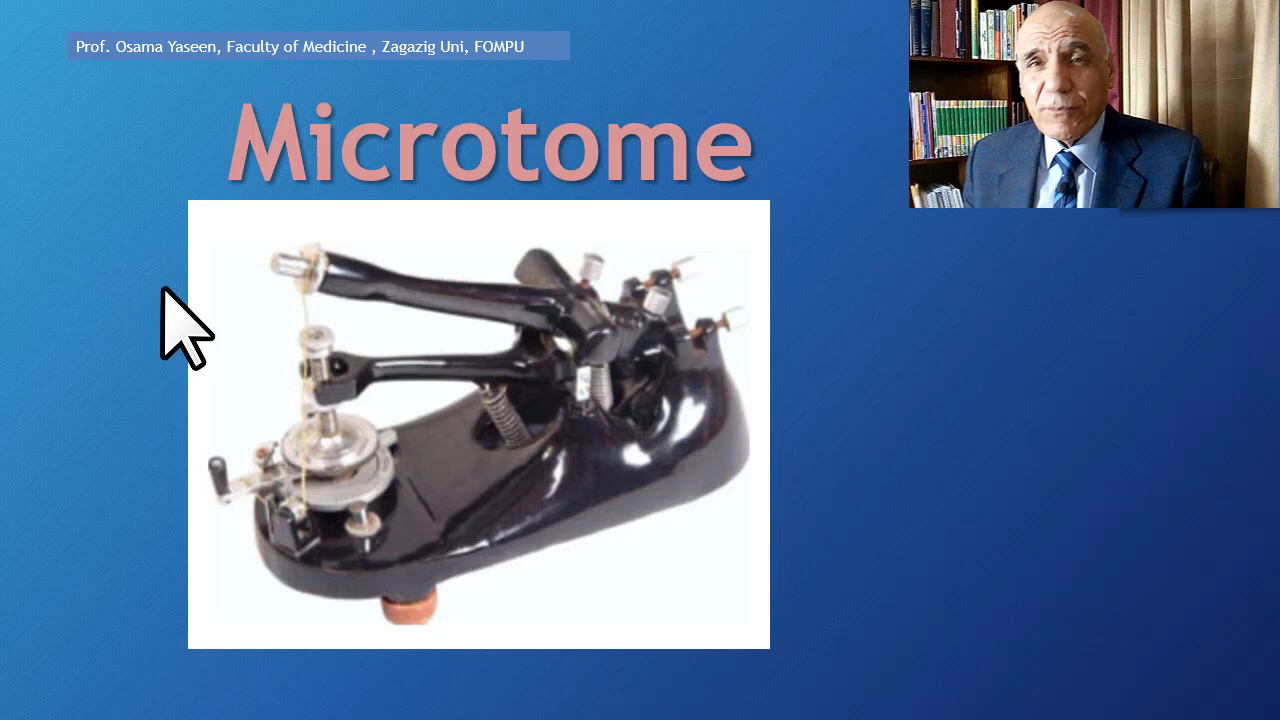 Prof. Osama Yaseen, Faculty of Medicine , Zagazig Uni, FOMPU
Microtome